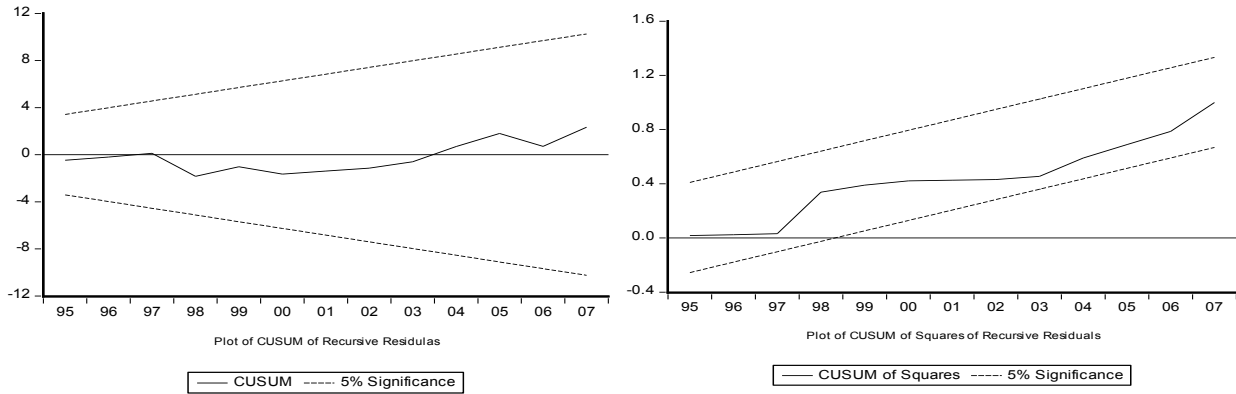 12
8
4
0
-4
-8
-12
95 96 97 98 99 00 01 02 03 04 05 06 07
Plot of CUSUM of Recursive Residulas
CUSUM 5% Significance
1.6
1.2
0.8
0.4
0.0
-0.4
95 96 97 98 99 00 01 02 03 04 05 06 07
Plot of CUSUM of Squares of Recursive Residuals
CUSUM of Squares 5% Significance